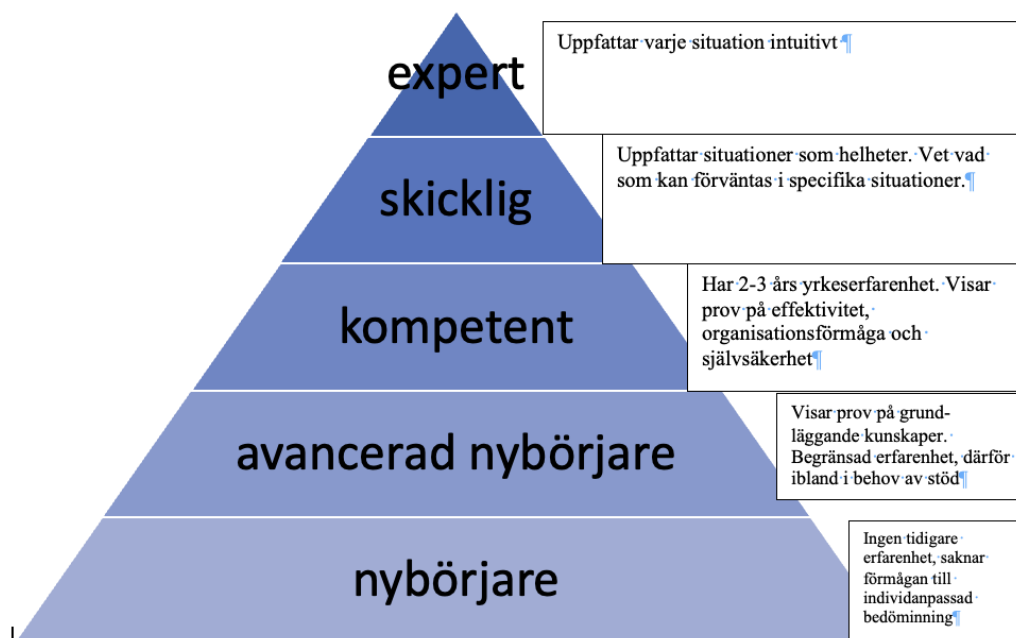 expert
Uppfattar varje situation intuitivt¶
skicklig
Uppfattar situationer som helheter. Vet vad
som kan förväntas i specifika situationer.¶
kompetent
Har 2-3 års yrkeserfarenhet. Visar
prov på effektivitet,
organisationsförmåga och
självsäkerhet¶
avancerad nybörjare
Visar prov på grund-
läggande kunskaper.
Begränsad erfarenhet, därför
ibland i behov av stöd¶
nybörjare
Ingen tidigare
erfarenhet, saknar
förmågan till
individanpassad
bedöminning¶